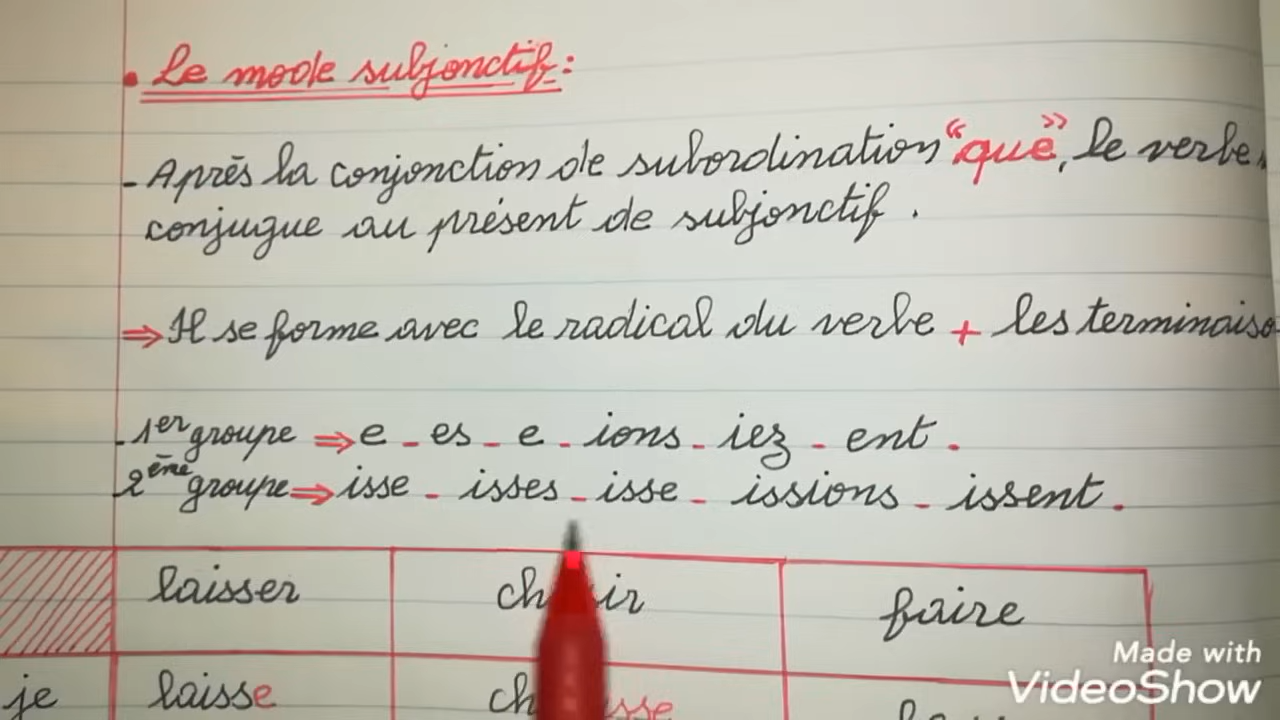 . Le mode subjonctif :
- Après la conjonction de subordination "que", le verbe
conjugue au présent de subjonctif .
⇒ Il se forme avec le radical du verbe + les terminaiso
- 1er groupe ⇒ e - es - e - ions - iez - ent .
2ème groupe ⇒ isse - isses - isse - issions - issent .
laisser faire
je laisse
Made with
VideoShow